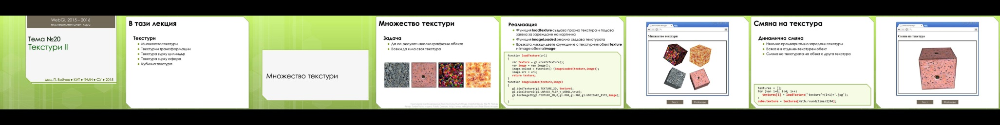 WebGL 2015 – 2016
експериментален курс
Тема №20
Текстури II
доц. П. Бойчев ● КИТ ● ФМИ ● СУ ● 2015
В тази лекция
Текстури
Множество текстури
Текстурни трансформации
Текстура върху цилиндър
Текстура върху сфера
Кубична текстура
Множество текстури
Множество текстури
Задача
Да се рисуват няколко графични обекта
Всеки да има своя текстура
Реализация
Функция loadTexture създава празна текстура и подава
заявка за зареждане на картинка
Функция imageLoaded реално създава текстурата
Връзката между двете функции е с текстурния обект texture
и image обекта image
function loadTexture(url)
{
var texture = gl.createTexture();
var image = new Image();
image.onload = function() {imageLoaded(texture,image)};
image.src = url;
return texture;
}
function imageLoaded(texture,image)
{
gl.bindTexture(gl.TEXTURE_2D, texture);
gl.pixelStorei(gl.UNPACK_FLIP_Y_WEBGL,true);
gl.texImage2D(gl.TEXTURE_2D,0,gl.RGB,gl.RGB,gl.UNSIGNED_BYTE,image);
:
}
Множество текстури
Множество текстури
Тест
Файлове
Смяна на текстура
Динамична смяна
Няколко предварително заредени текстури
Всяка е в отделен текстурен обект
Смяна на текстурата на обект с друга текстура
textures = [];
for (var i=0; i<4; i++)
textures[i] = loadTexture('texture'+(i+1)+'.jpg');
:
cube.texture = textures[Math.round(time/2)%4];
Смяна на текстура
Смяна на текстура
Тест
Файлове